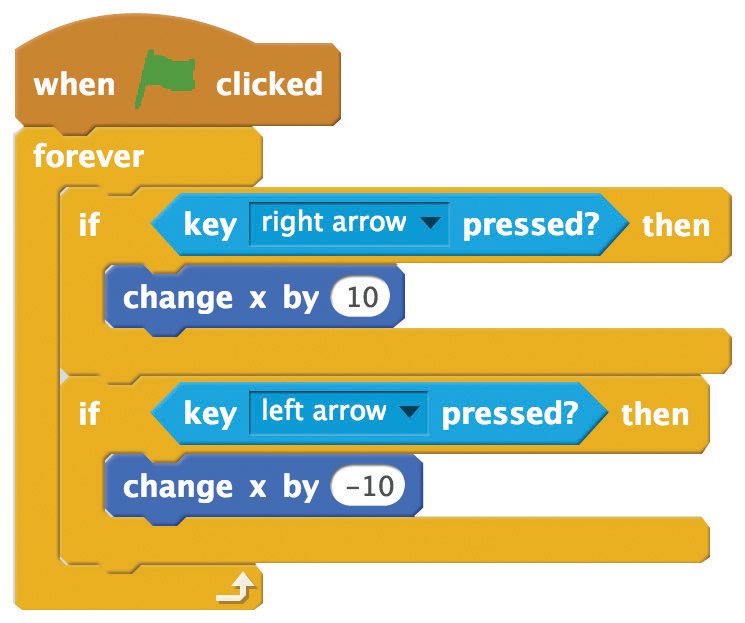 when clicked
forever
if key right arrow pressed? then
change x by 10
if key left arrow pressed? then
change x by -10